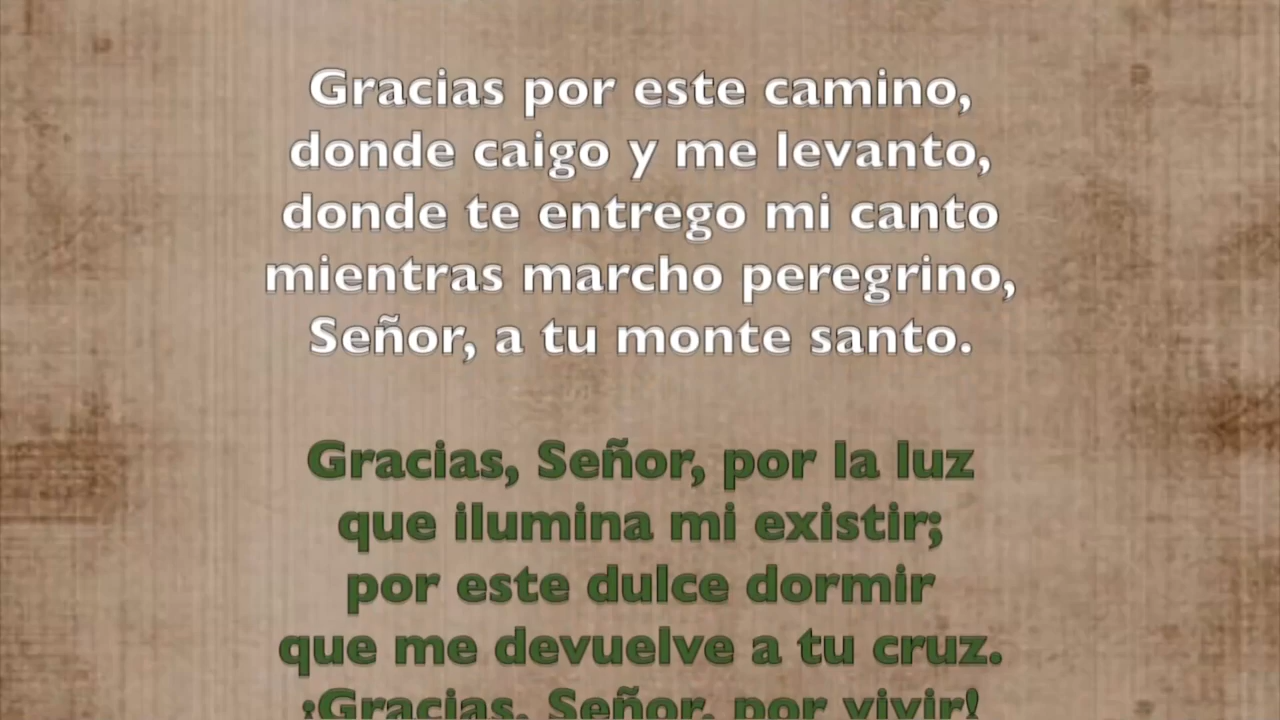 Gracias por este camino,
donde caigo y me levanto,
donde te entrego mi canto
mientras marcho peregrino,
Señor, a tu monte santo.
Gracias, Señor, por la luz
que ilumina mi existir;
por este dulce dormir
que me devuelve a tu cruz.
¡Gracias, Señor, por vivir!